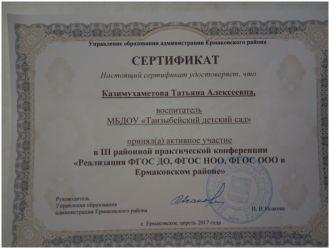 Управление образования администрации Ермаковского района
СЕРТИФИКАТ
Настоящий сертификат удостоверяет, что
Казимухаметова Татьяна Алексеевна,
воспитатель
МБДОУ «Танзыбейский детский сад»
принял(а) активное участие
в III районной практической конференции
«Реализация ФГОС ДО, ФГОС НОО, ФГОС ООО в
Ермаковском районе»
Руководитель
Управления образования
администрации Ермаковского района
И. В. Исакова
с. Ермаковское, апрель 2017 года